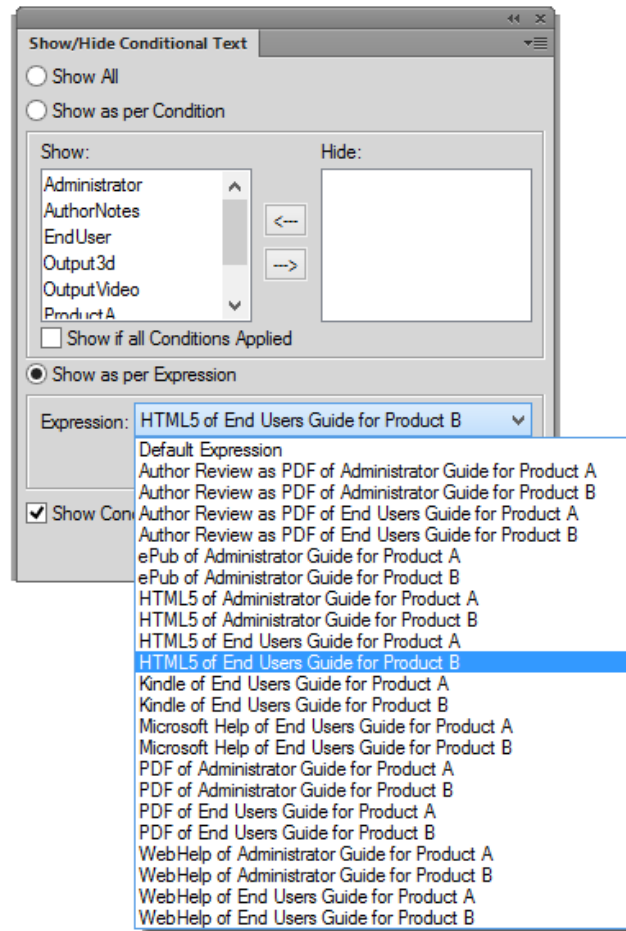 Show/Hide Conditional Text
Show All
Show as per Condition
Show: Hide:
Administrator
AuthorNotes
EndUser
Output3d
OutputVideo
ProductA
<---
--->
Show if all Conditions Applied
Show as per Expression
Expression: HTML5 of End Users Guide for Product B
Default Expression
Author Review as PDF of Administrator Guide for Product A
Author Review as PDF of Administrator Guide for Product B
Show Con
Author Review as PDF of End Users Guide for Product A
Author Review as PDF of End Users Guide for Product B
ePub of Administrator Guide for Product A
ePub of Administrator Guide for Product B
HTML5 of Administrator Guide for Product A
HTML5 of Administrator Guide for Product B
HTML5 of End Users Guide for Product A
HTML5 of End Users Guide for Product B
Kindle of End Users Guide for Product A
Kindle of End Users Guide for Product B
Microsoft Help of End Users Guide for Product A
Microsoft Help of End Users Guide for Product B
PDF of Administrator Guide for Product A
PDF of Administrator Guide for Product B
PDF of End Users Guide for Product A
PDF of End Users Guide for Product B
WebHelp of Administrator Guide for Product A
WebHelp of Administrator Guide for Product B
WebHelp of End Users Guide for Product A
WebHelp of End Users Guide for Product B